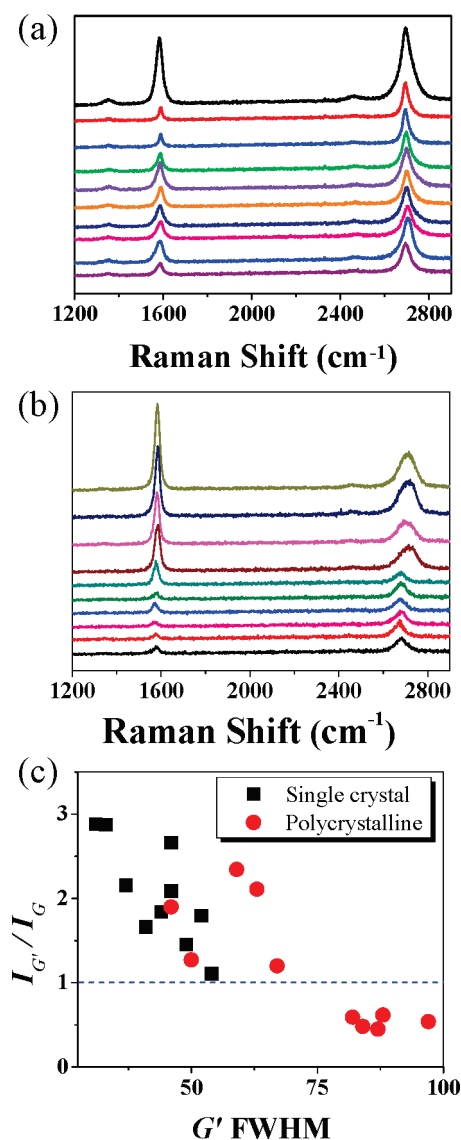 (a)
1200 1600 2000 2400 2800
Raman Shift (cm-1)
(b)
1200 1600 2000 2400 2800
Raman Shift (cm-1)
(c)
Single crystal
Polycrystalline
3
2
1
0
IG' / IG
50 75 100
G' FWHM